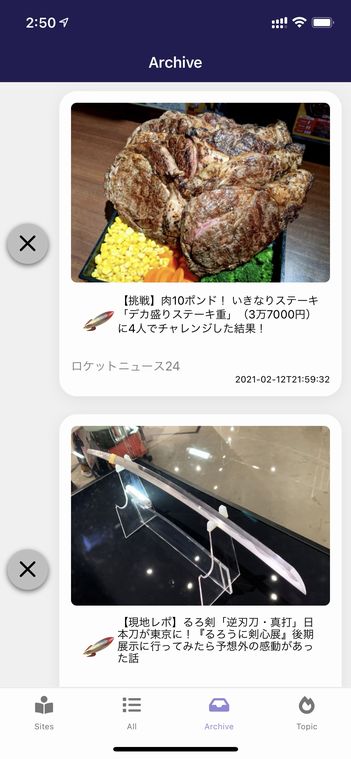 2:50
Archive
【挑戦】肉10ポンド！ いきなりステーキ
「デカ盛りステーキ重」（3万7000円）
に4人でチャレンジした結果！
ロケットニュース24
2021-02-12T21:59:32
【現地レポ】るろ剣「逆刃刀・真打」日
本刀が東京に！『るろうに剣心展』後期
展示に行ってみたら予想外の感動があっ
た話
Sites
All
Archive
Topic